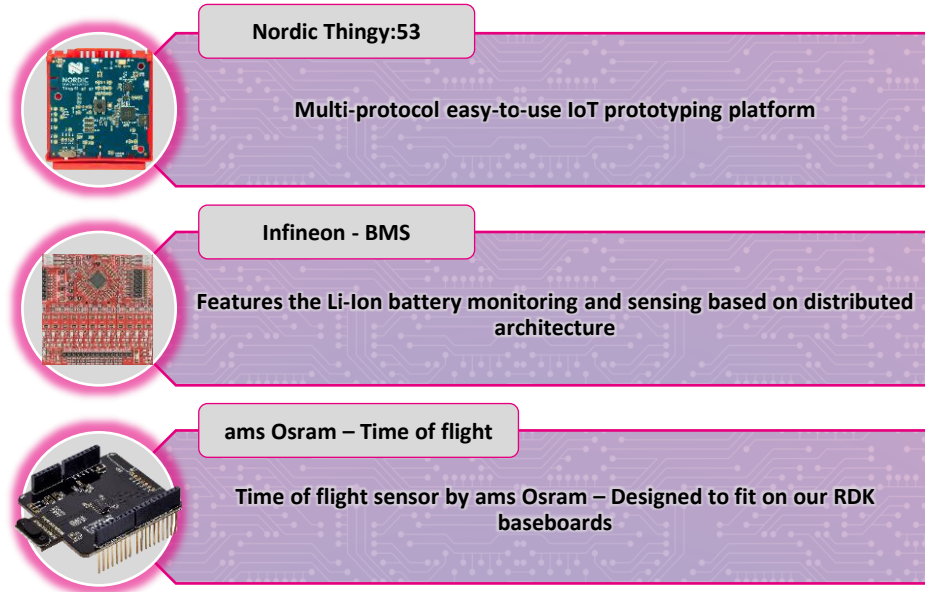 Nordic Thingy:53
Multi-protocol easy-to-use IoT prototyping platform
NORDIC
Infineon - BMS
Features the Li-Ion battery monitoring and sensing based on distributed
architecture
ams Osram – Time of flight
Time of flight sensor by ams Osram – Designed to fit on our RDK
baseboards